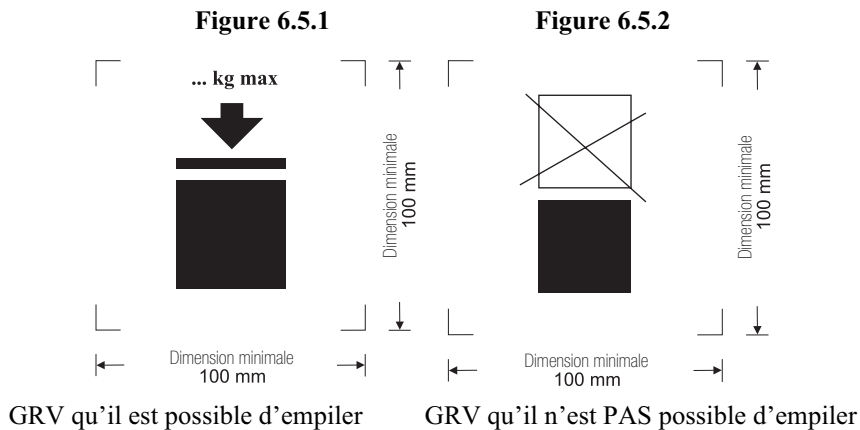 Figure 6.5.1
Figure 6.5.2
... kg max
Dimension minimale
100 mm
Dimension minimale
100 mm
Dimension minimale
100 mm
Dimension minimale
100 mm
GRV qu’il est possible d’empiler
GRV qu’il n’est PAS possible d’empiler